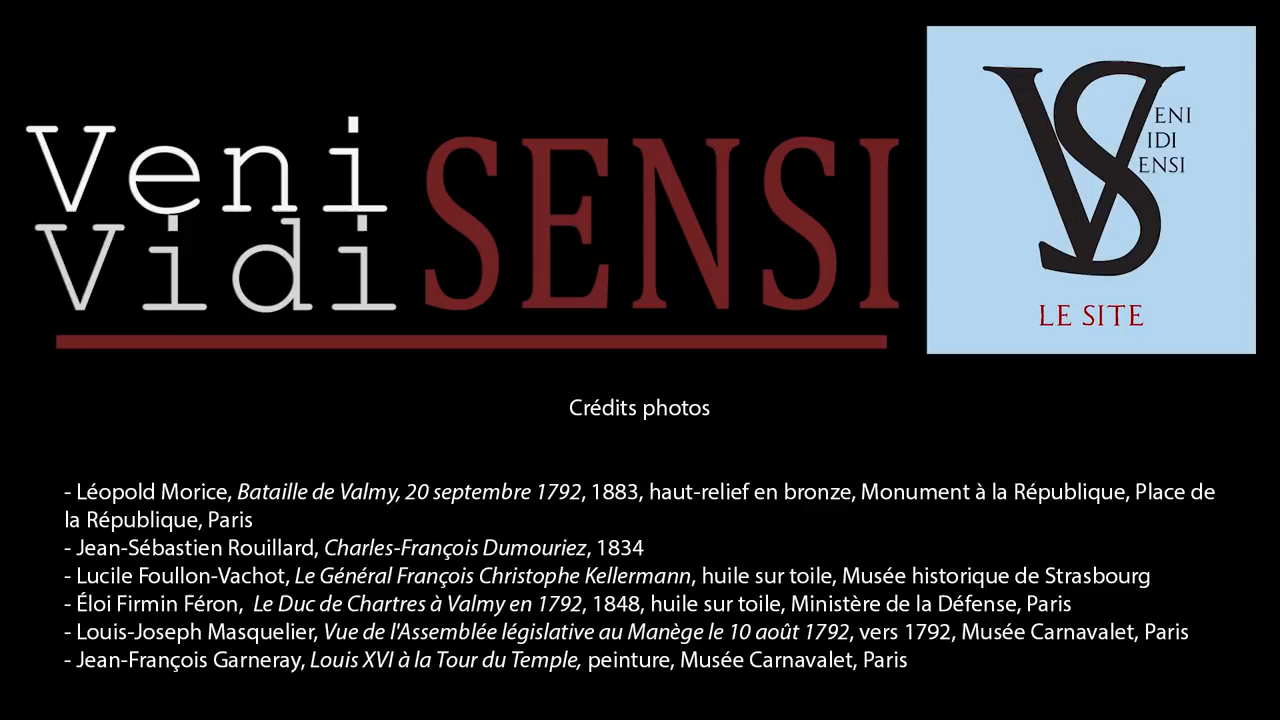 Veni
Vidi
SENSI
VS
ENI
IDI
ENSI
LE SITE
Crédits photos
- Léopold Morice, Bataille de Valmy, 20 septembre 1792, 1883, haut-relief en bronze, Monument à la République, Place de
la République, Paris
- Jean-Sébastien Rouillard, Charles-François Dumouriez, 1834
- Lucile Foullon-Vachot, Le Général François Christophe Kellermann, huile sur toile, Musée historique de Strasbourg
- Éloi Firmin Féron,  Le Duc de Chartres à Valmy en 1792, 1848, huile sur toile, Ministère de la Défense, Paris
- Louis-Joseph Masquelier, Vue de l'Assemblée législative au Manège le 10 août 1792, vers 1792, Musée Carnavalet, Paris
- Jean-François Garneray, Louis XVI à la Tour du Temple, peinture, Musée Carnavalet, Paris